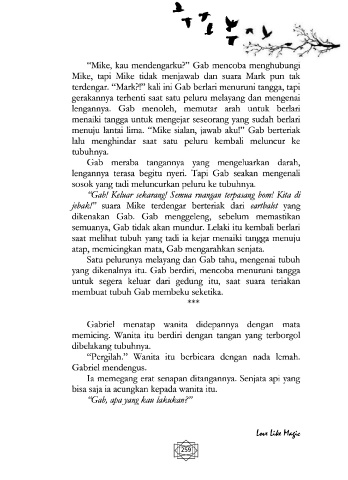 “Mike, kau mendengarku?” Gab mencoba menghubungi
Mike, tapi Mike tidak menjawab dan suara Mark pun tak
terdengar. “Mark?!” kali ini Gab berlari menuruni tangga, tapi
gerakannya terhenti saat satu peluru melayang dan mengenai
lengannya. Gab menoleh, memutar arah untuk berlari
menaiki tangga untuk mengejar seseorang yang sudah berlari
menuju lantai lima. “Mike sialan, jawab aku!” Gab berteriak
lalu menghindar saat satu peluru kembali meluncur ke
tubuhnya.
Gab meraba tangannya yang mengeluarkan darah,
lengannya terasa begitu nyeri. Tapi Gab seakan mengenali
sosok yang tadi meluncurkan peluru ke tubuhnya.
“Gab! Keluar sekarang! Semua ruangan terpasang bom! Kita di
jebak!” suara Mike terdengar berteriak dari earthalst yang
dikenakan Gab. Gab menggeleng, sebelum memastikan
semuanya, Gab tidak akan mundur. Lelaki itu kembali berlari
saat melihat tubuh yang tadi ia kejar menaiki tangga menuju
atap, memicingkan mata, Gab mengarahkan senjata.
Satu pelurunya melayang dan Gab tahu, mengenai tubuh
yang dikenalnya itu. Gab berdiri, mencoba menuruni tangga
untuk segera keluar dari gedung itu, saat suara teriakan
membuat tubuh Gab membeku seketika.
***
Gabriel menatap wanita didepannya dengan mata
memicing. Wanita itu berdiri dengan tangan yang terborgol
dibelakang tubuhnya.
“Pergilah.” Wanita itu berbicara dengan nada lemah.
Gabriel mendengus.
Ia memegang erat senapan ditangannya. Senjata api yang
bisa saja ia acungkan kepada wanita itu.
“Gab, apa yang kau lakukan?”
Love Like Magic
259